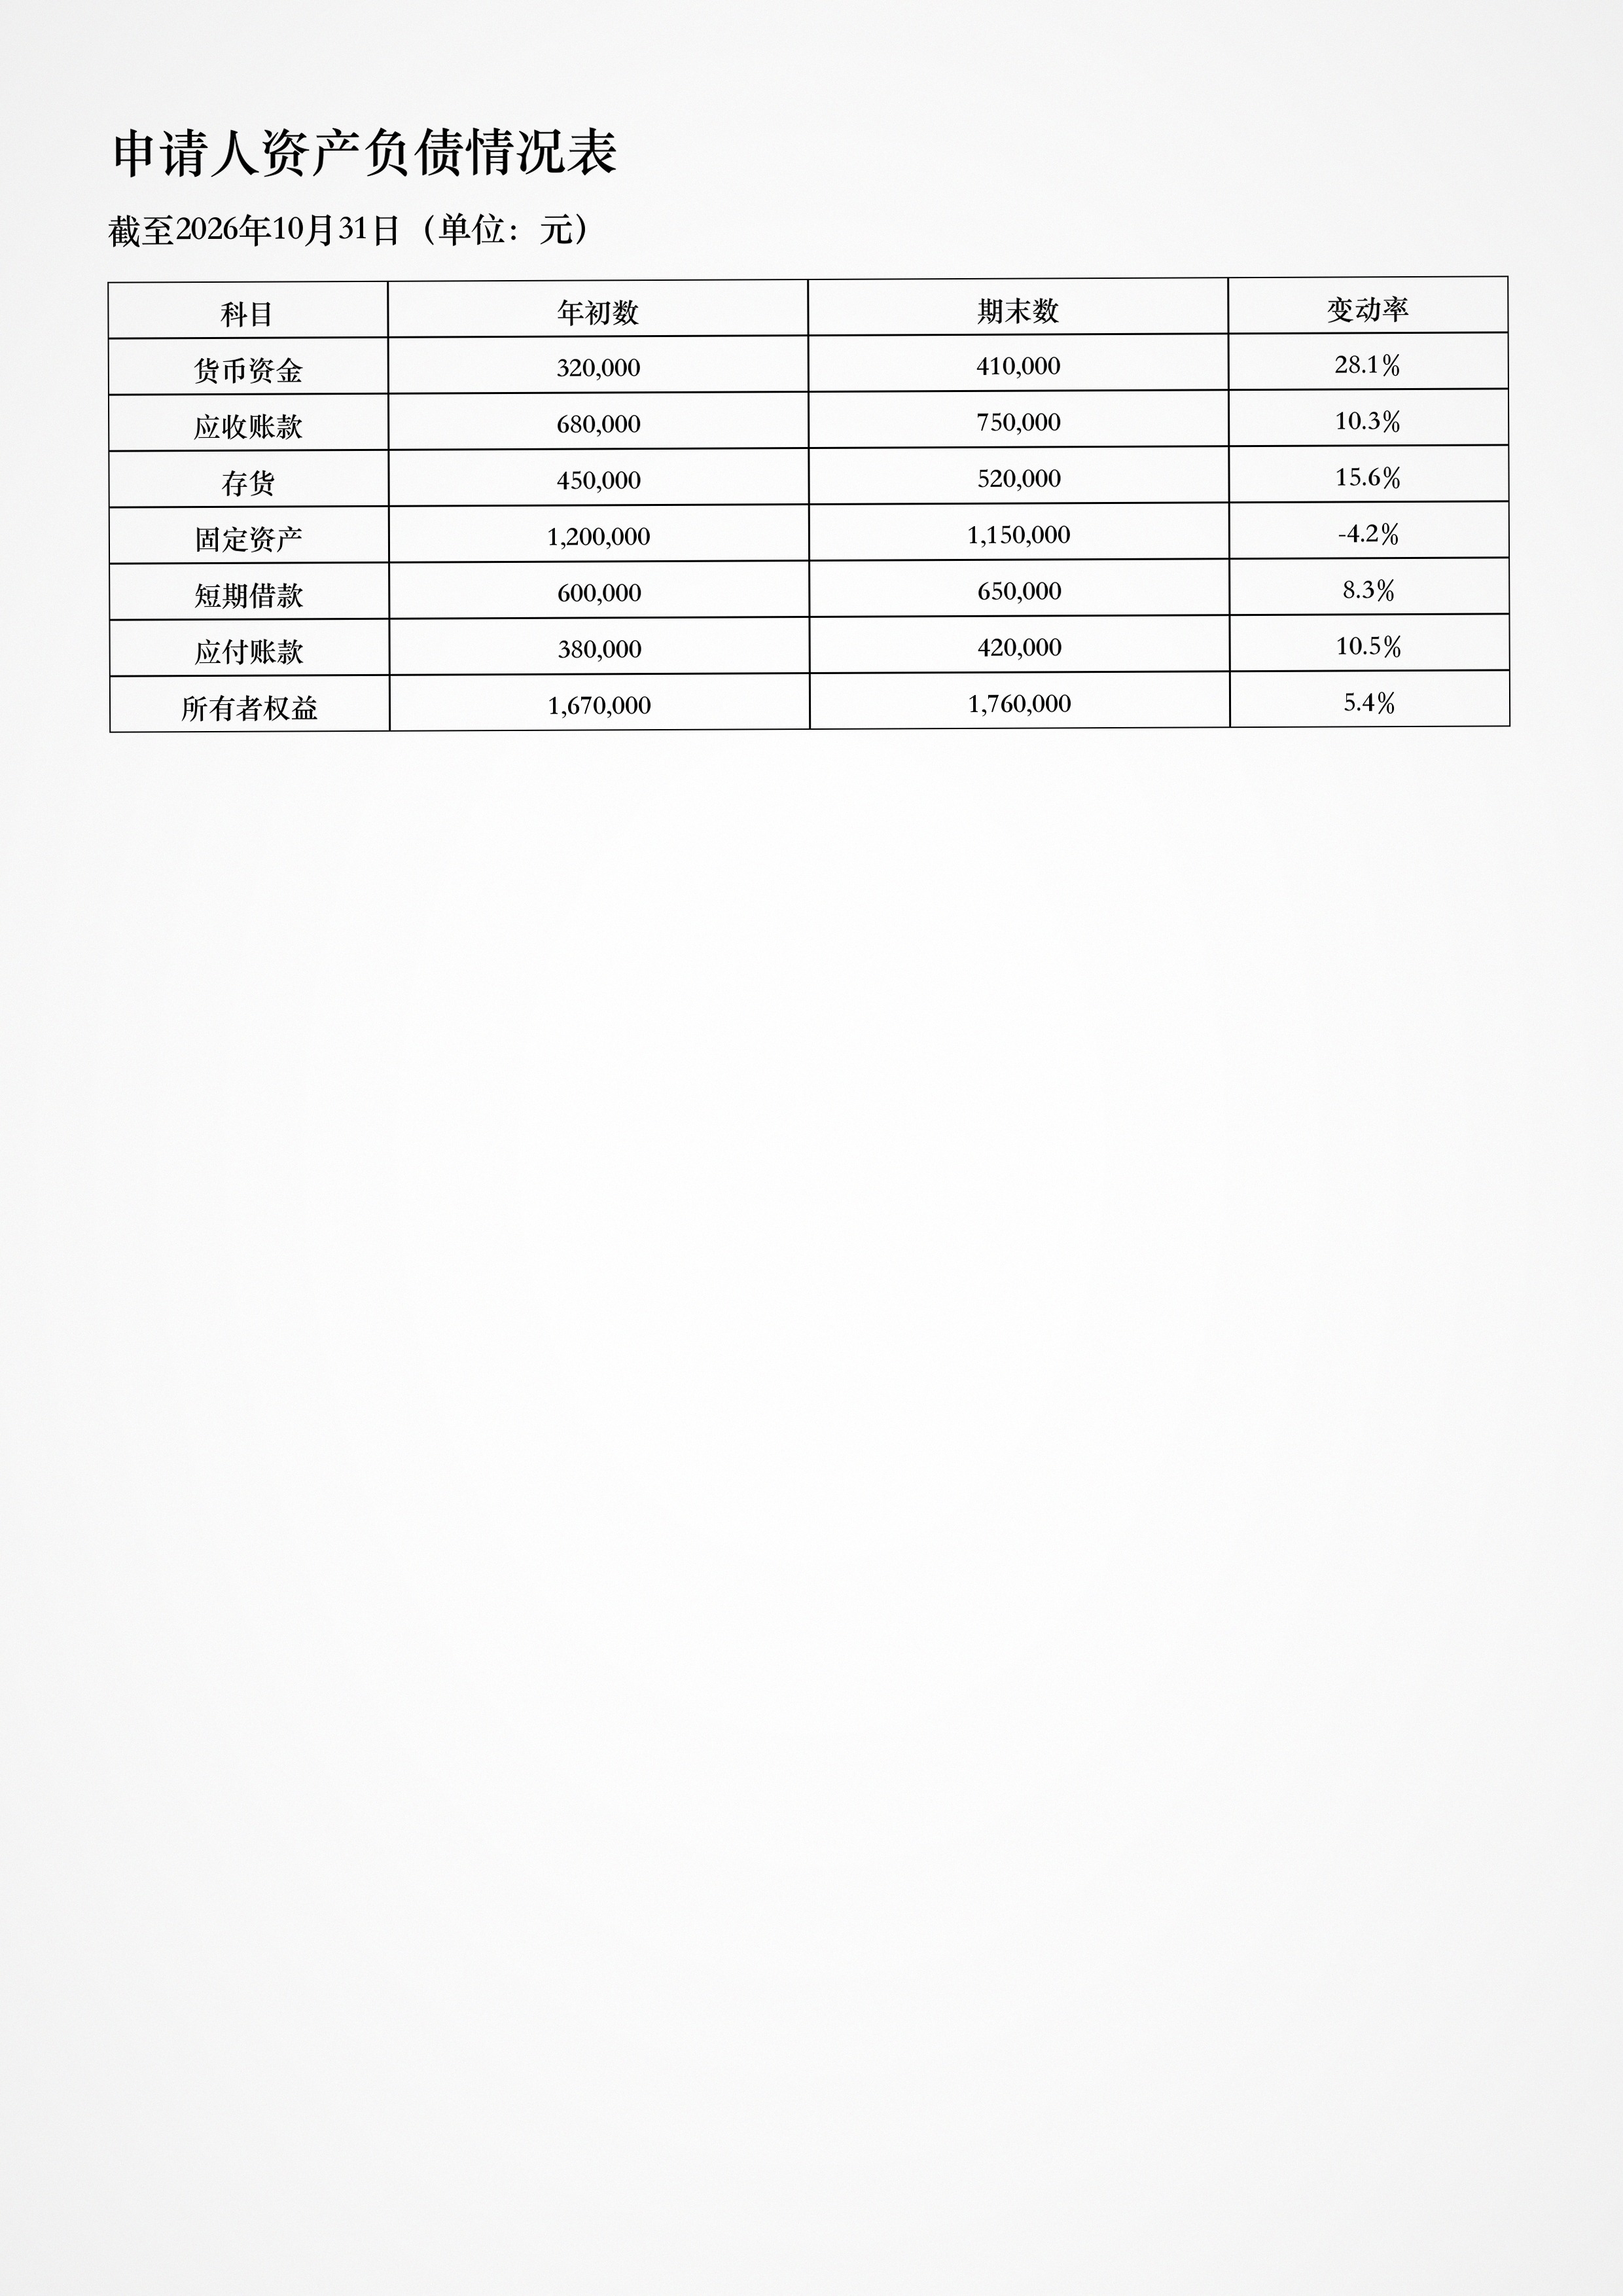 申请人资产负债情况表
截至2026年10月31日（单位：元）
科目 年初数 期末数 变动率
货币资金 320,000 410,000 28.1%
应收账款 680,000 750,000 10.3%
存货 450,000 520,000 15.6%
固定资产 1,200,000 1,150,000 -4.2%
短期借款 600,000 650,000 8.3%
应付账款 380,000 420,000 10.5%
所有者权益 1,670,000 1,760,000 5.4%